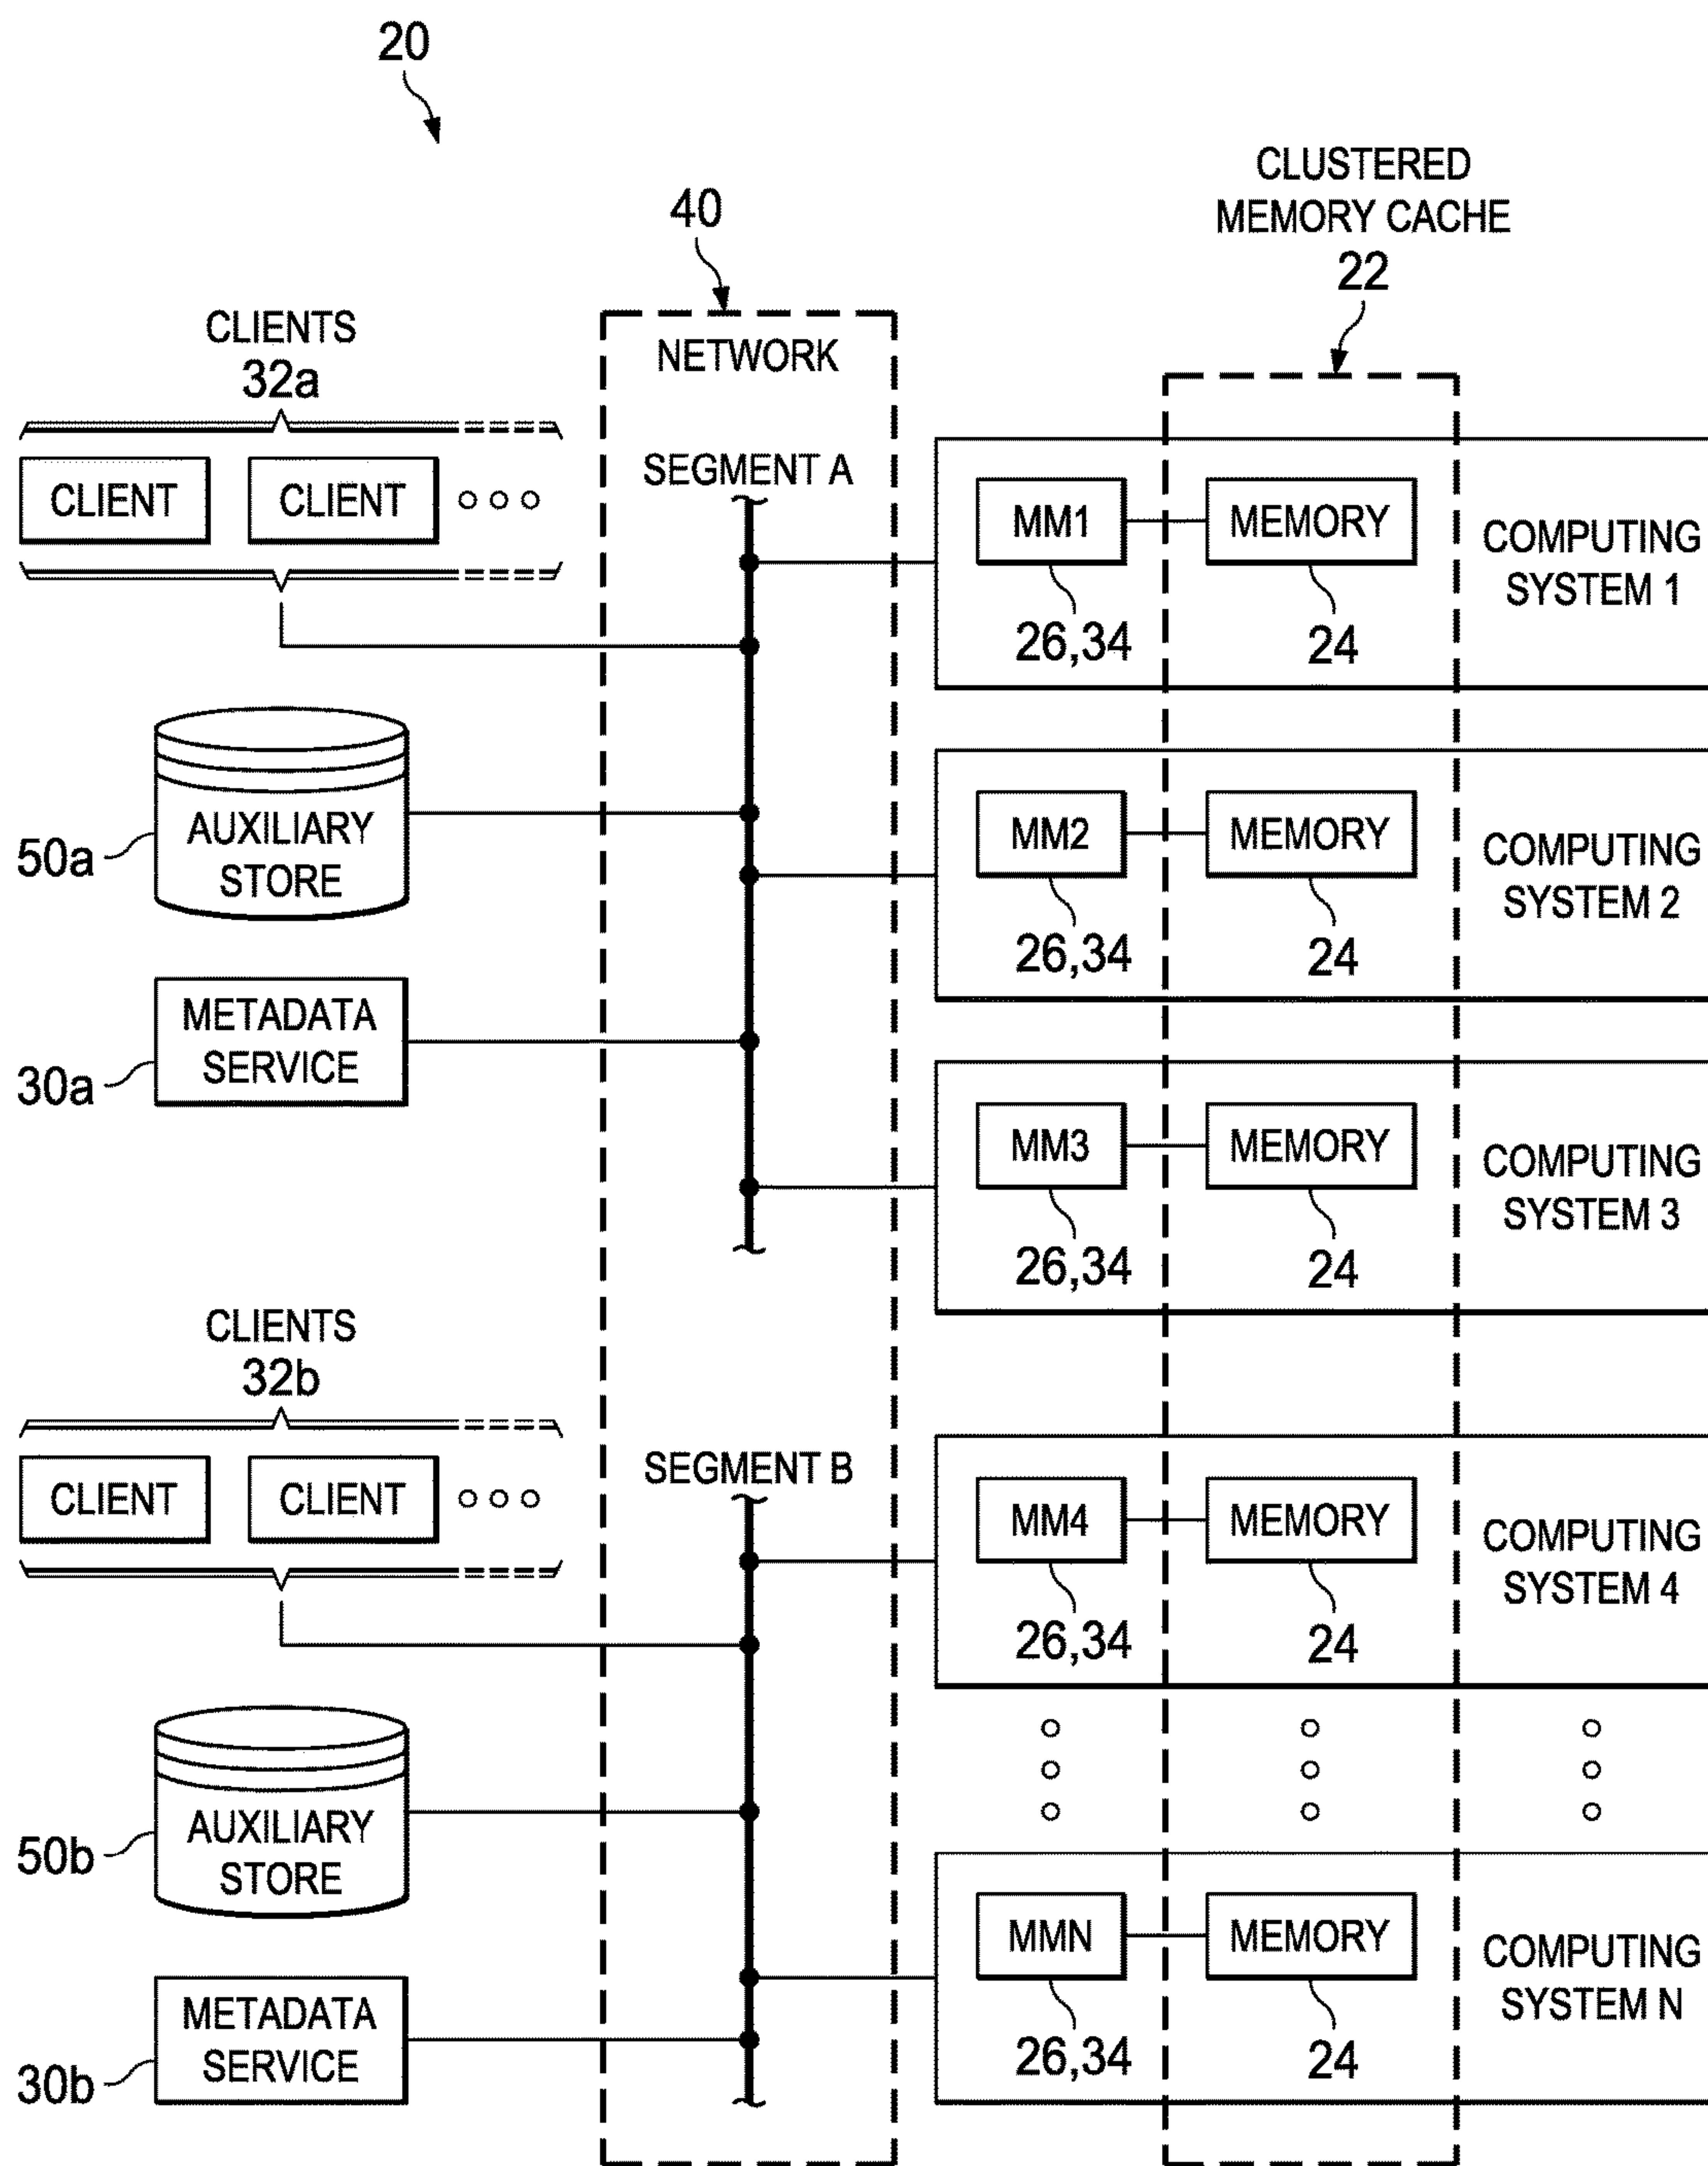 20
CLUSTERED
MEMORY CACHE
22
40
NETWORK
CLIENTS
32a
CLIENT
CLIENT
SEGMENT A
MM1
MEMORY
COMPUTING
SYSTEM 1
26,34
24
AUXILIARY
STORE
50a
MM2
MEMORY
COMPUTING
SYSTEM 2
26,34
24
METADATA
SERVICE
30a
MM3
MEMORY
COMPUTING
SYSTEM 3
26,34
24
CLIENTS
32b
CLIENT
CLIENT
SEGMENT B
MM4
MEMORY
COMPUTING
SYSTEM 4
26,34
24
AUXILIARY
STORE
50b
MMN
MEMORY
COMPUTING
SYSTEM N
26,34
24
METADATA
SERVICE
30b